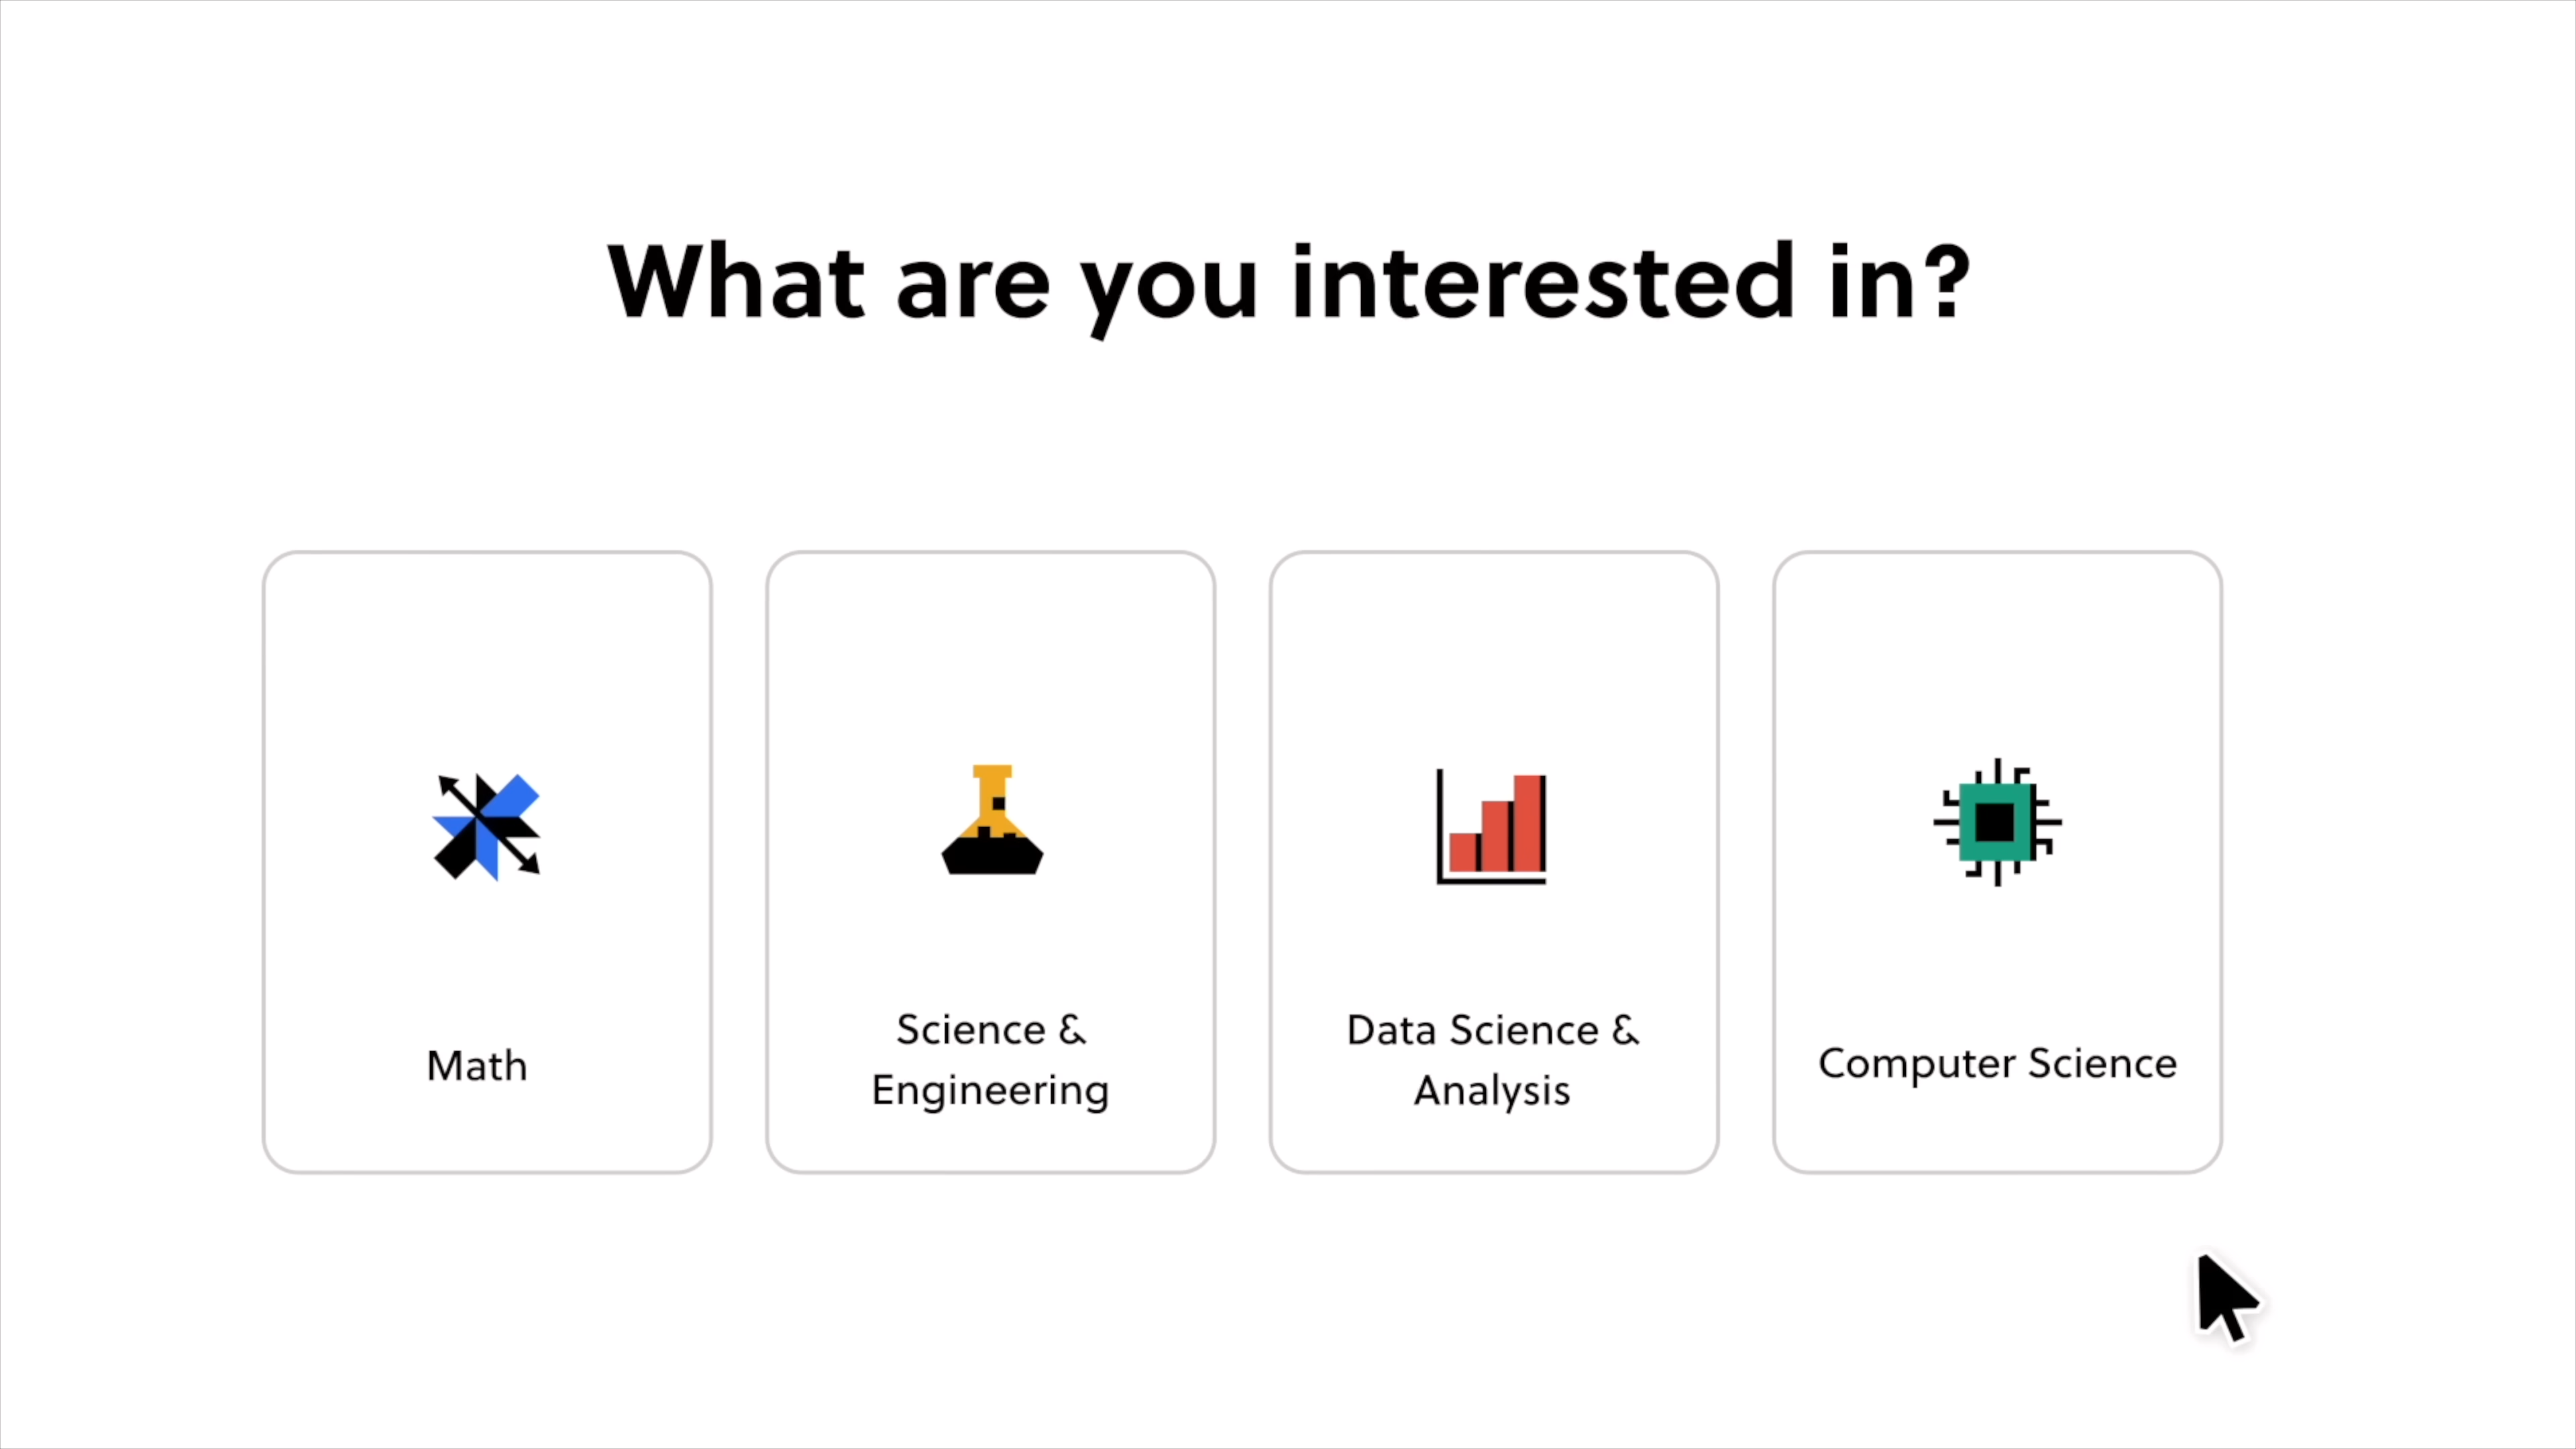 What are you interested in?
Math
Science &
Engineering
Data Science &
Analysis
Computer Science